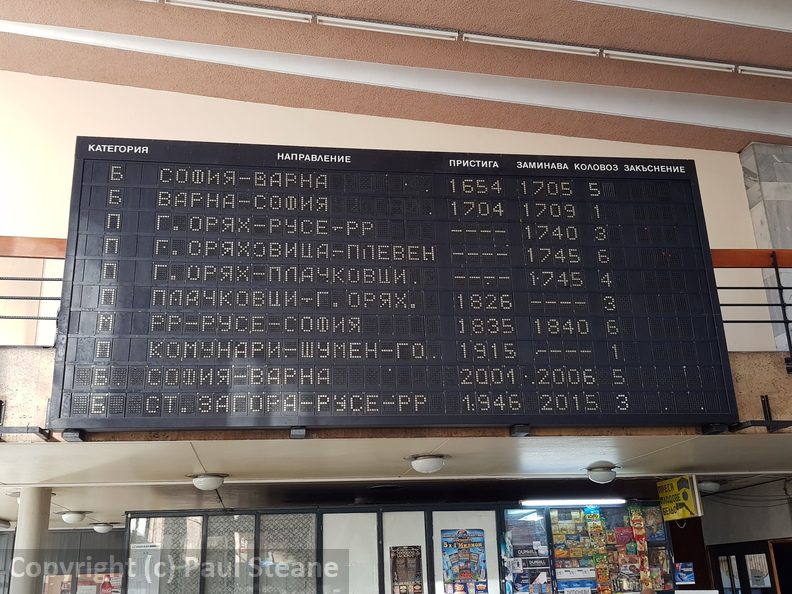 КАТЕГОРИЯ НАПРАВЛЕНИЕ ПРИСТИГА ЗАМИНАВА КОЛОВОЗ ЗАКЪСНЕНИЕ
Б СОФИЯ-ВАРНА 1654 1705 5
Б ВАРНА-СОФИЯ 1704 1709 1
П Г.ОРЯХ-РУСЕ-РР ---- 1740 3
П Г.ОРЯХОВИЦА-ПЛЕВЕН ---- 1745 6
П Г.ОРЯХ-ПЛАЧКОВЦИ. ---- 1745 4
П ПЛАЧКОВЦИ-Г.ОРЯХ. 1826 ---- 3
М РР-РУСЕ-СОФИЯ 1835 1840 6
П КОМУНАРИ-ШУМЕН-ГО. 1915 ---- 1
Б СОФИЯ-ВАРНА 2001 2006 5
Б СТ.ЗАГОРА-РУСЕ-РР 1946 2015 3
Copyright (c) Paul Steane